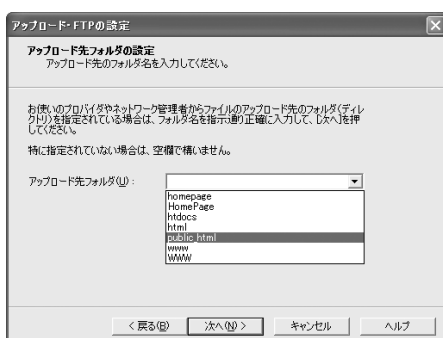 アップロード・FTPの設定
アップロード先フォルダの設定
アップロード先のフォルダ名を入力してください。
お使いのプロバイダやネットワーク管理者からファイルのアップロード先のフォルダ(ディレ
クトリ)を指定されている場合は、フォルダ名を指示通り正確に入力して、[次へ]を押
してください。
特に指定されていない場合は、空欄で構いません。
アップロード先フォルダ(U):
homepage
HomePage
htdocs
html
public_html
www
WWW
< 戻る(B) 次へ(N) > キャンセル ヘルプ